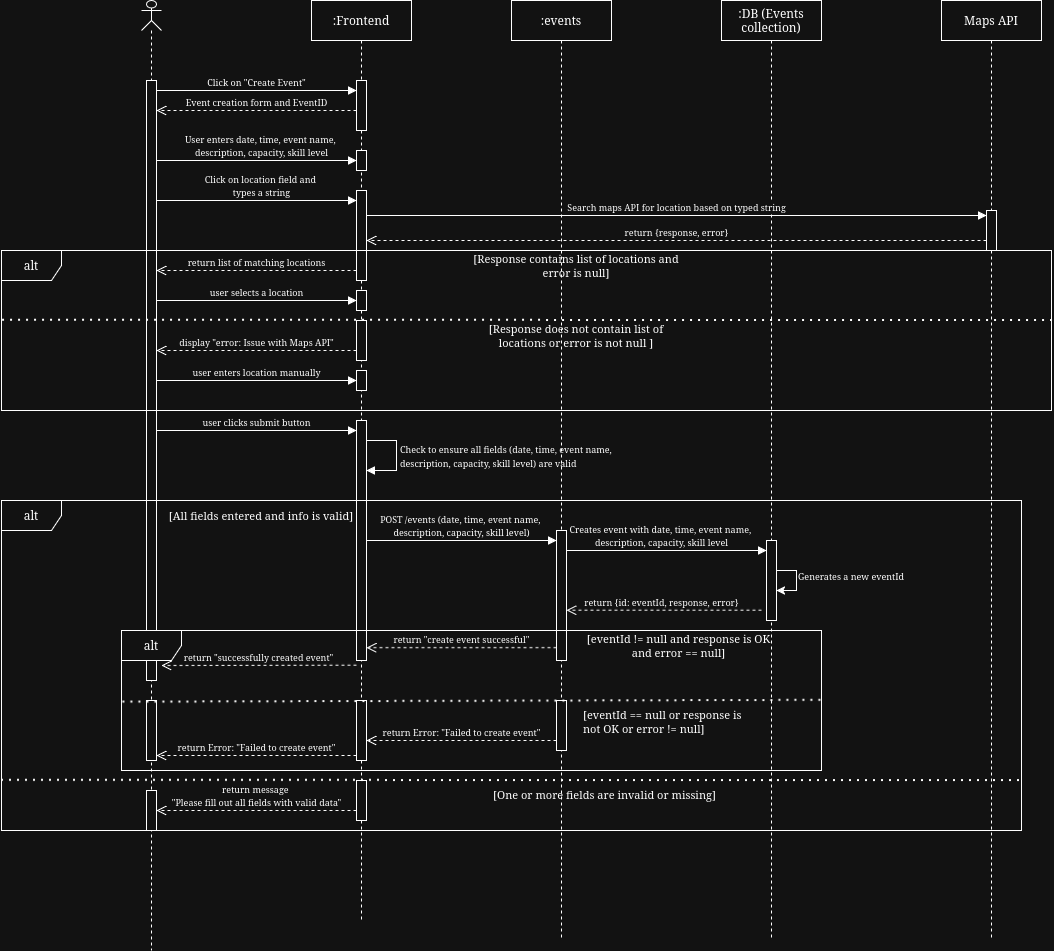 :Frontend
:events
:DB (Events
collection)
Maps API
Click on "Create Event"
Event creation form and EventID
User enters date, time, event name,
description, capacity, skill level
Click on location field and
types a string
Search maps API for location based on typed string
return {response, error}
alt
[Response contains list of locations and
error is null]
return list of matching locations
user selects a location
[Response does not contain list of
locations or error is not null ]
display "error: Issue with Maps API"
user enters location manually
user clicks submit button
Check to ensure all fields (date, time, event name,
description, capacity, skill level) are valid
alt
[All fields entered and info is valid]
POST /events (date, time, event name,
description, capacity, skill level)
Creates event with date, time, event name,
description, capacity, skill level
Generates a new eventId
return {id: eventId, response, error}
alt
return "create event successful"
[eventId != null and response is OK
and error == null]
return "successfully created event"
[eventId == null or response is
not OK or error != null]
return Error: "Failed to create event"
return Error: "Failed to create event"
return message
"Please fill out all fields with valid data"
[One or more fields are invalid or missing]